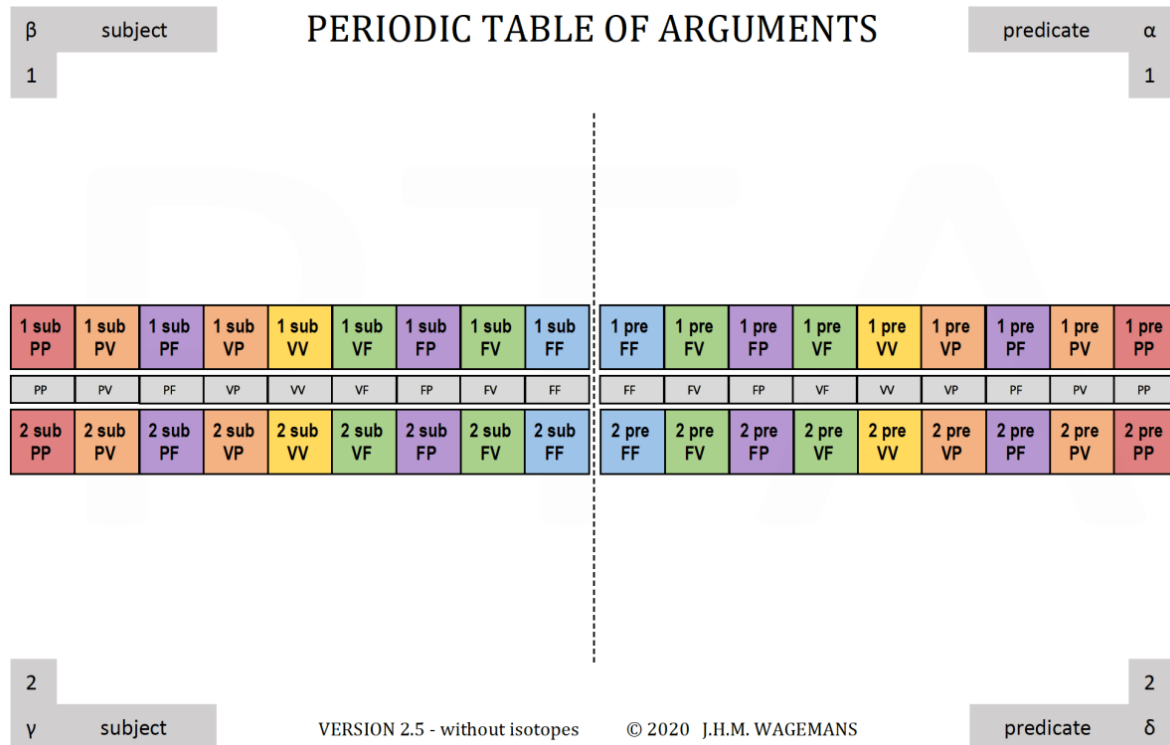 β subject PERIODIC TABLE OF ARGUMENTS predicate α
1 1
1 sub 1 sub 1 sub 1 sub 1 sub 1 sub 1 sub 1 sub 1 sub 1 pre 1 pre 1 pre 1 pre 1 pre 1 pre 1 pre 1 pre 1 pre
PP PV PF VP VV VF FP FV FF FF FV FP VF VV VP PF PV PP
PP PV PF VP VV VF FP FV FF FF FV FP VF VV VP PF PV PP
2 sub 2 sub 2 sub 2 sub 2 sub 2 sub 2 sub 2 sub 2 sub 2 pre 2 pre 2 pre 2 pre 2 pre 2 pre 2 pre 2 pre 2 pre
PP PV PF VP VV VF FP FV FF FF FV FP VF VV VP PF PV PP
2 2
γ subject VERSION 2.5 - without isotopes © 2020 J.H.M. WAGEMANS predicate δ
PTA